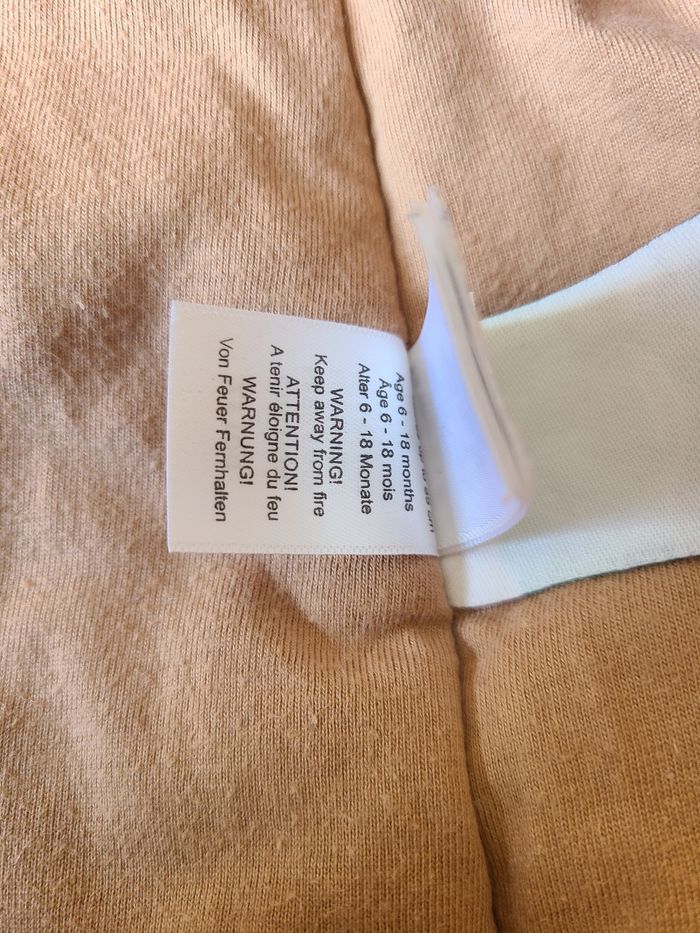 Age 6 - 18 months
Âge 6 - 18 mois
Alter 6 - 18 Monate
WARNING!
Keep away from fire
ATTENTION!
A tenir éloigne du feu
WARNUNG!
Von Feuer Fernhalten